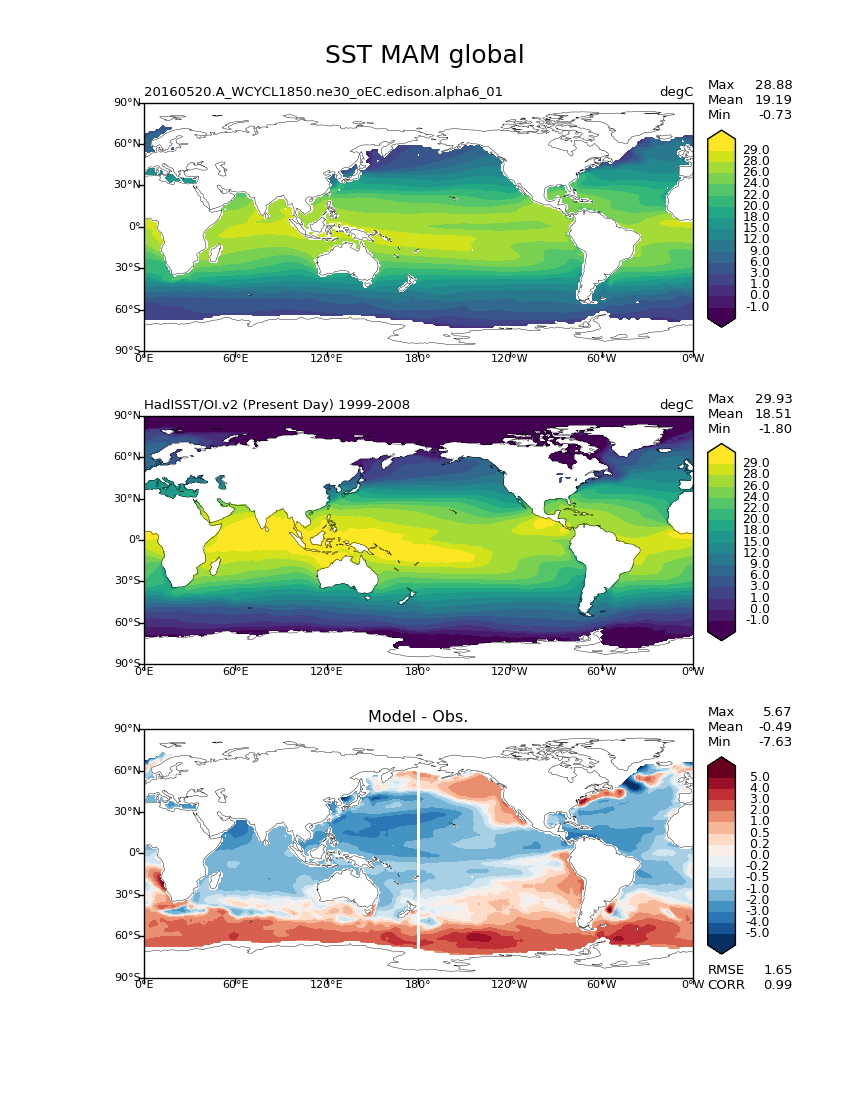 SST MAM global
20160520.A_WCYCL1850.ne30_oEC.edison.alpha6_01 degC
Max 28.88
Mean 19.19
Min -0.73
90°N
60°N
30°N
0°
30°S
60°S
90°S
0°E 60°E 120°E 180° 120°W 60°W 0°W
29.0
28.0
26.0
24.0
22.0
20.0
18.0
15.0
12.0
9.0
6.0
3.0
1.0
0.0
-1.0
HadISST/OI.v2 (Present Day) 1999-2008 degC
Max 29.93
Mean 18.51
Min -1.80
90°N
60°N
30°N
0°
30°S
60°S
90°S
0°E 60°E 120°E 180° 120°W 60°W 0°W
29.0
28.0
26.0
24.0
22.0
20.0
18.0
15.0
12.0
9.0
6.0
3.0
1.0
0.0
-1.0
Model - Obs.
Max 5.67
Mean -0.49
Min -7.63
90°N
60°N
30°N
0°
30°S
60°S
90°S
0°E 60°E 120°E 180° 120°W 60°W 0°W
5.0
4.0
3.0
2.0
1.0
0.5
0.2
0.0
-0.2
-0.5
-1.0
-2.0
-3.0
-4.0
-5.0
RMSE 1.65
CORR 0.99